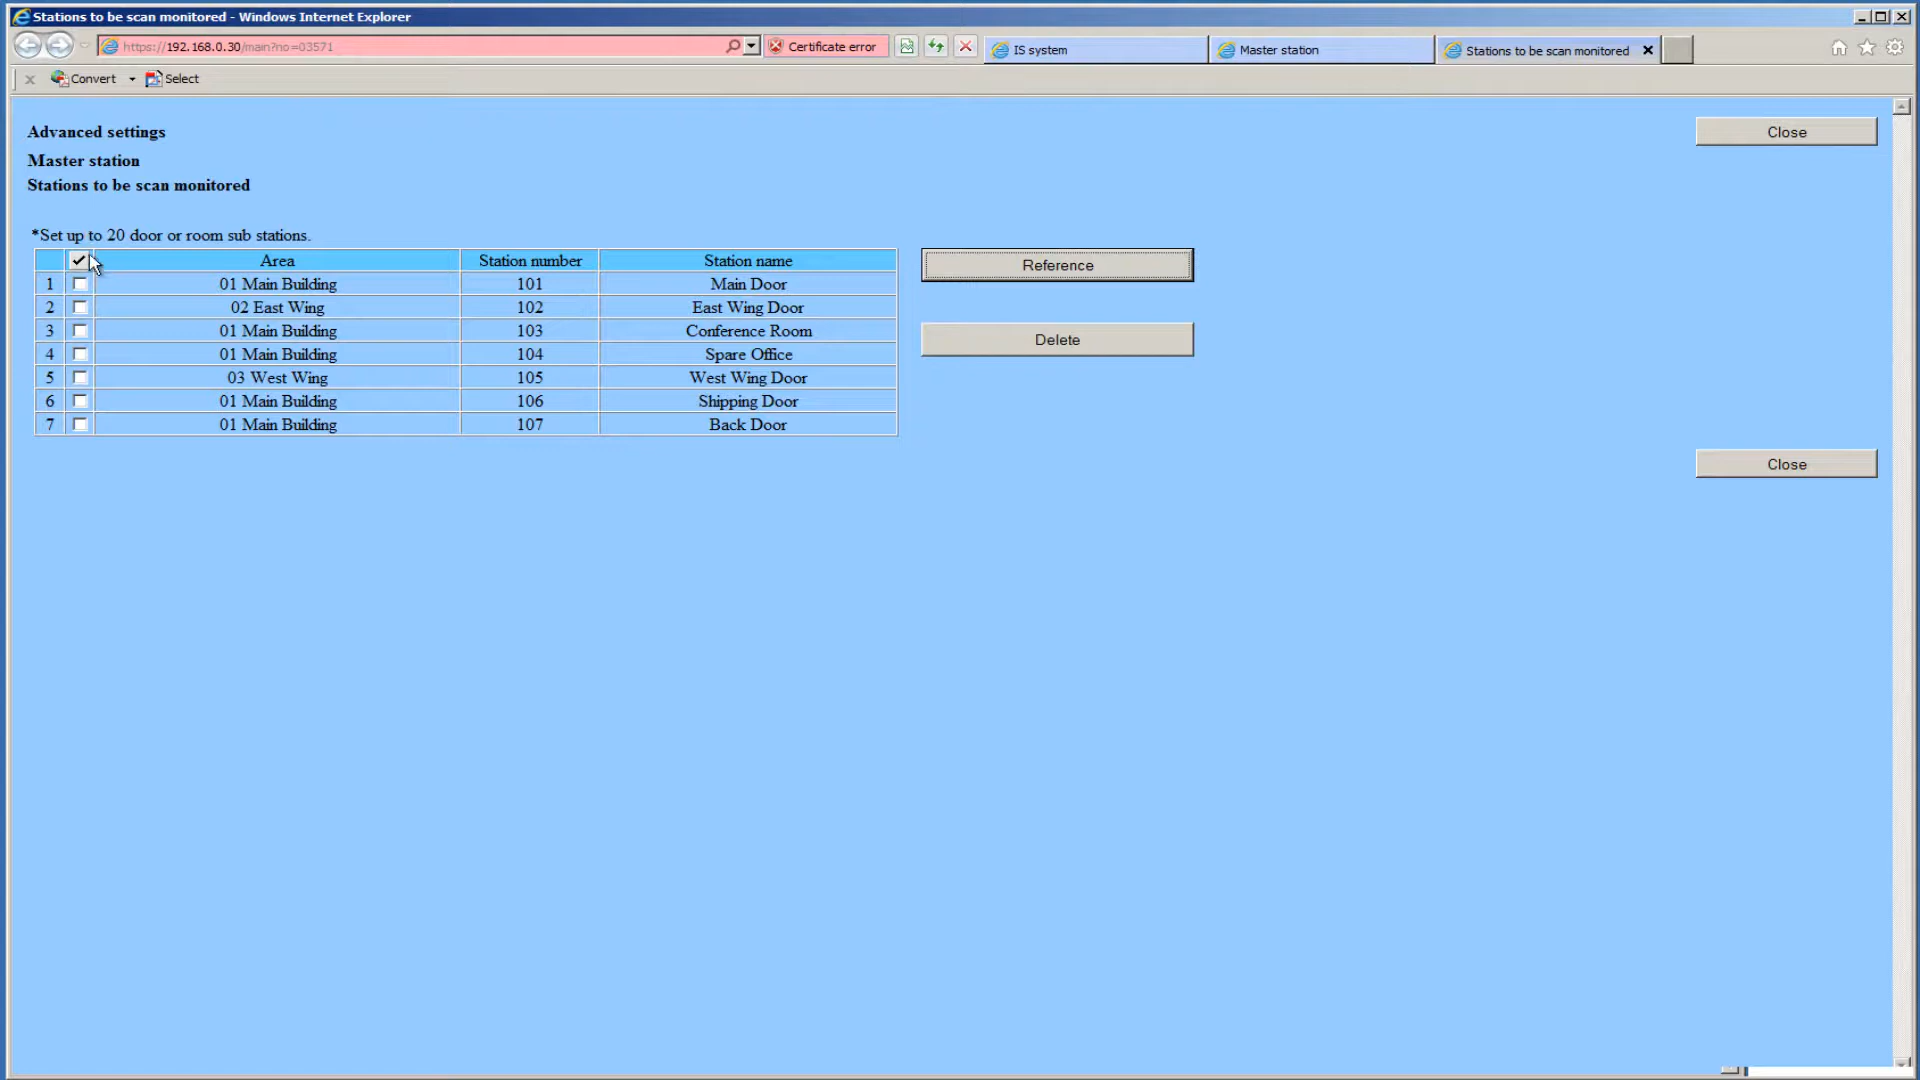 Stations to be scan monitored - Windows Internet Explorer
https://192.168.0.30/main?no=03571
Certificate error
IS system
Master station
Stations to be scan monitored
Convert
Select
Advanced settings
Close
Master station
Stations to be scan monitored
*Set up to 20 door or room sub stations.
Area Station number Station name
1 01 Main Building 101 Main Door
2 02 East Wing 102 East Wing Door
3 01 Main Building 103 Conference Room
4 01 Main Building 104 Spare Office
5 03 West Wing 105 West Wing Door
6 01 Main Building 106 Shipping Door
7 01 Main Building 107 Back Door
Reference
Delete
Close